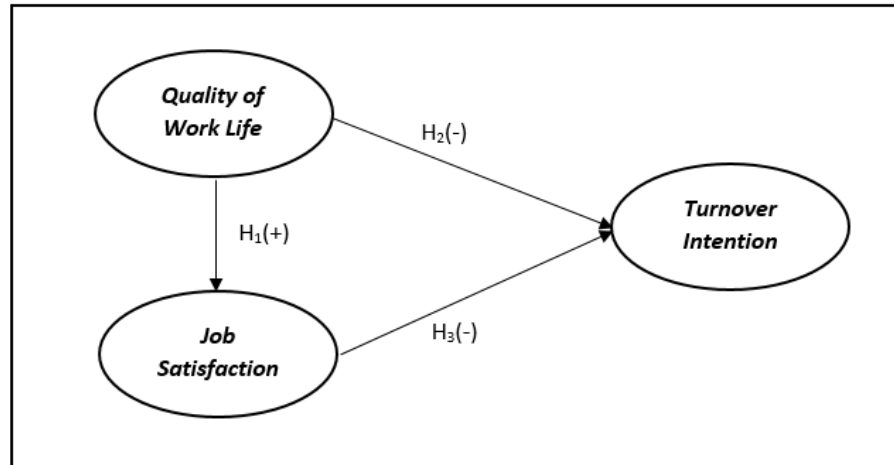 Quality of
Work Life
H₂(-)
Turnover
Intention
H₁(+)
H₃(-)
Job
Satisfaction